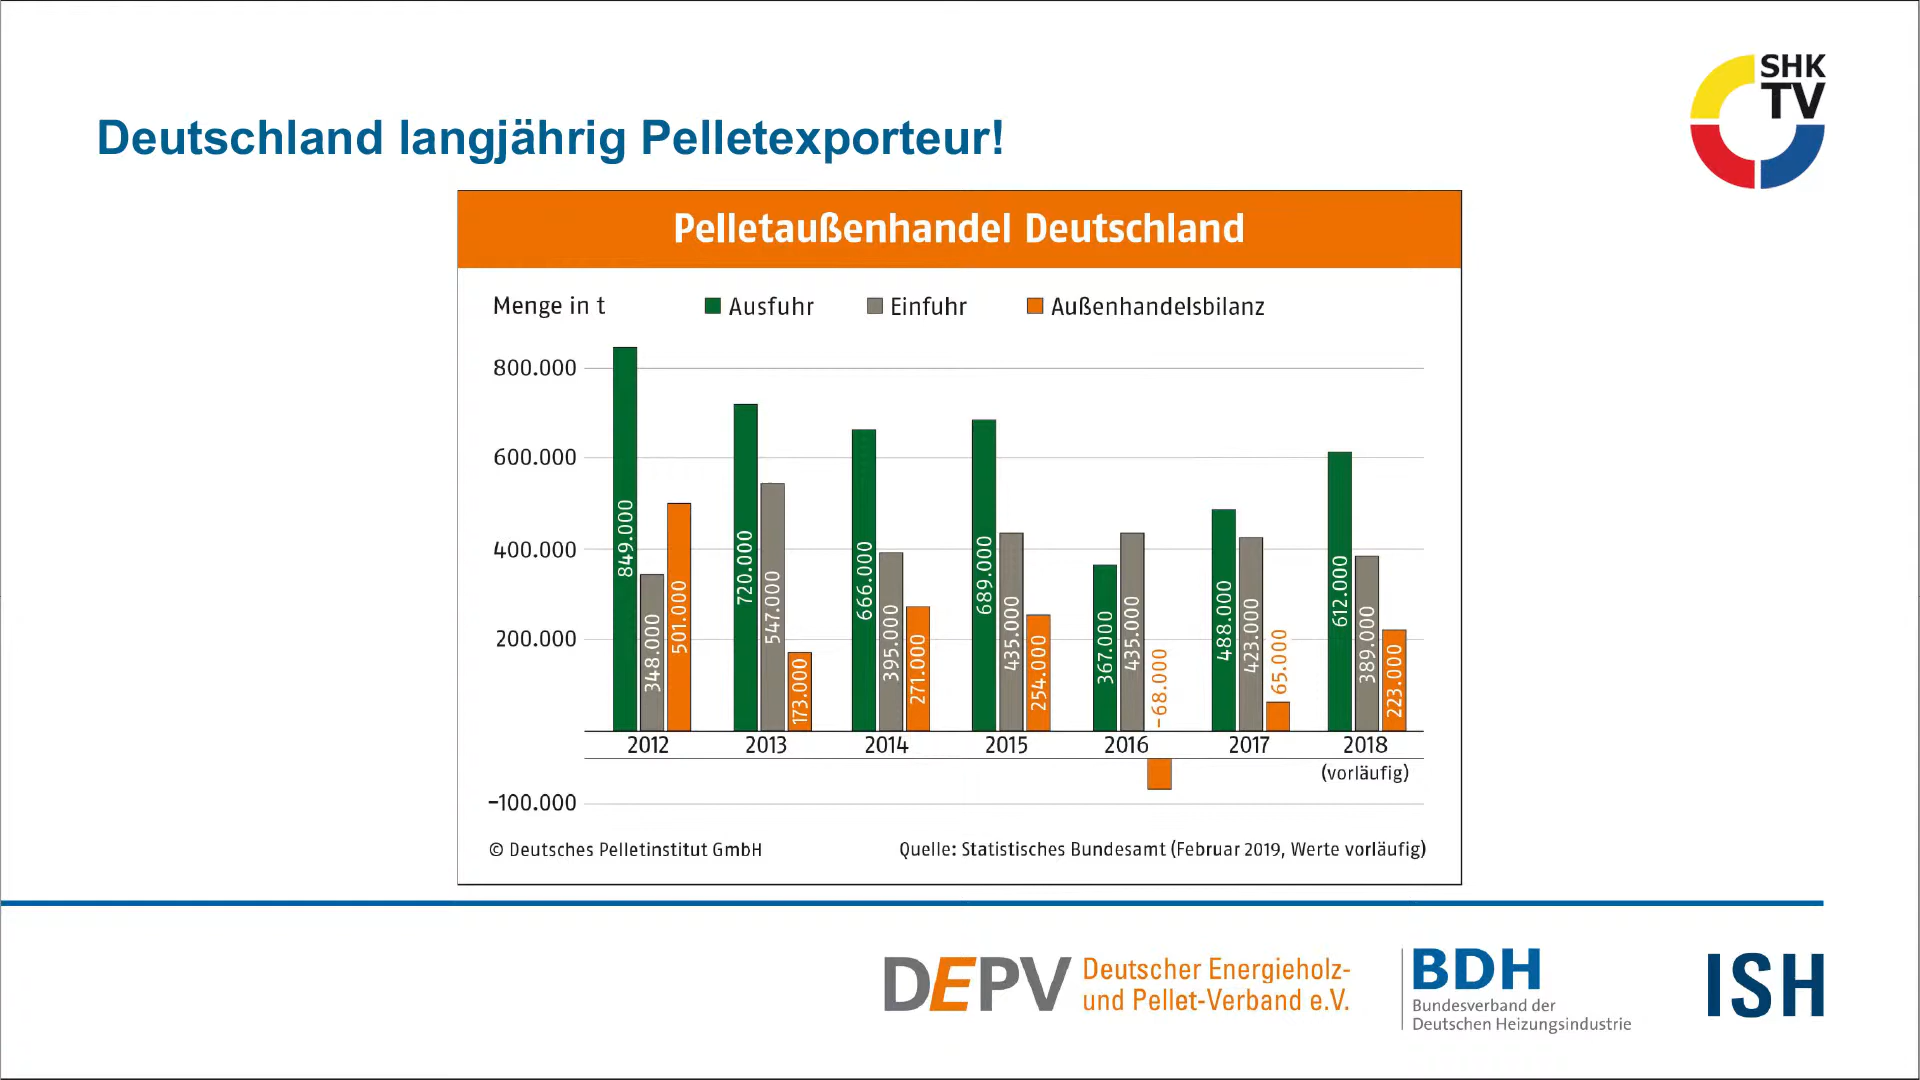 SHK
TV
Deutschland langjährig Pelletexporteur!
Pelletaußenhandel Deutschland
Menge in t
Ausfuhr
Einfuhr
Außenhandelsbilanz
800.000
600.000
400.000
200.000
-100.000
849.000
348.000
501.000
720.000
547.000
173.000
666.000
395.000
271.000
689.000
435.000
254.000
367.000
435.000
-68.000
488.000
423.000
65.000
612.000
389.000
223.000
2012
2013
2014
2015
2016
2017
2018
(vorläufig)
© Deutsches Pelletinstitut GmbH
Quelle: Statistisches Bundesamt (Februar 2019, Werte vorläufig)
DEPV
Deutscher Energieholz-
und Pellet-Verband e.V.
BDH
Bundesverband der
Deutschen Heizungsindustrie
ISH